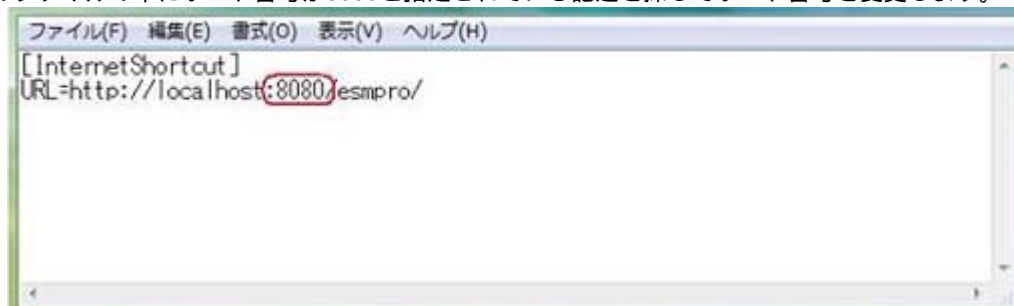 ファイル(F) 編集(E) 書式(O) 表示(V) ヘルプ(H)
[InternetShortcut]
URL=http://localhost:8080/esmpro/